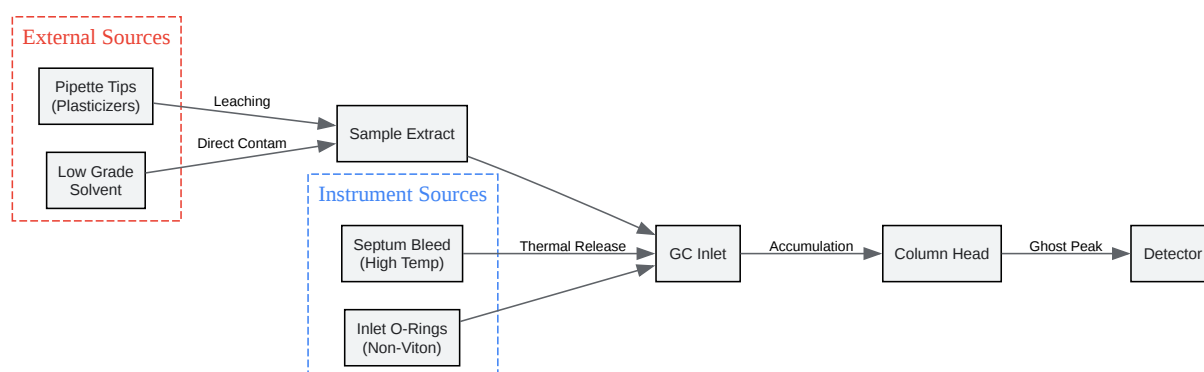 External Sources
Pipette Tips
(Plasticizers)
Leaching
Low Grade
Solvent
Direct Contam
Sample Extract
Instrument Sources
Septum Bleed
(High Temp)
Thermal Release
Inlet O-Rings
(Non-Viton)
GC Inlet
Accumulation
Column Head
Ghost Peak
Detector